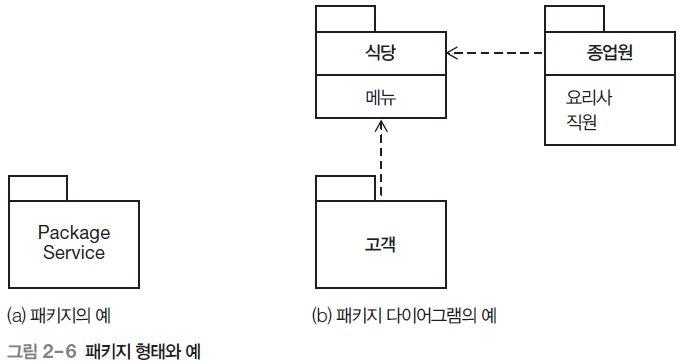 식당
메뉴
종업원
요리사
직원
Package
Service
고객
(a) 패키지의 예
(b) 패키지 다이어그램의 예
그림 2-6 패키지 형태와 예